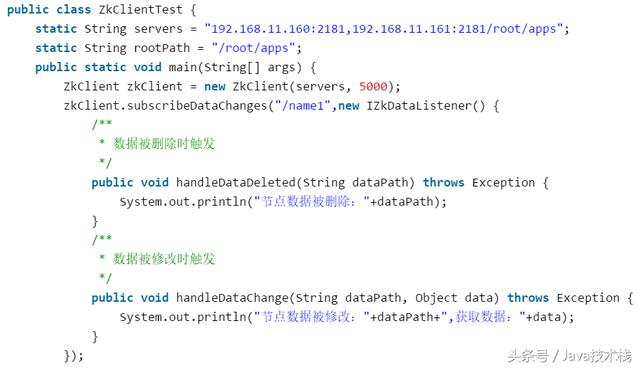 public class ZkClientTest {
static String servers = "192.168.11.160:2181,192.168.11.161:2181/root/apps";
static String rootPath = "/root/apps";
public static void main(String[] args) {
ZkClient zkClient = new ZkClient(servers, 5000);
zkClient.subscribeDataChanges("/name1",new IZkDataListener() {
/**
* 数据被删除时触发
*/
public void handleDataDeleted(String dataPath) throws Exception {
System.out.println("节点数据被删除："+dataPath);
}
/**
* 数据被修改时触发
*/
public void handleDataChange(String dataPath, Object data) throws Exception {
System.out.println("节点数据被修改："+dataPath+",获取数据："+data);
}
});
头条号／Java技术栈